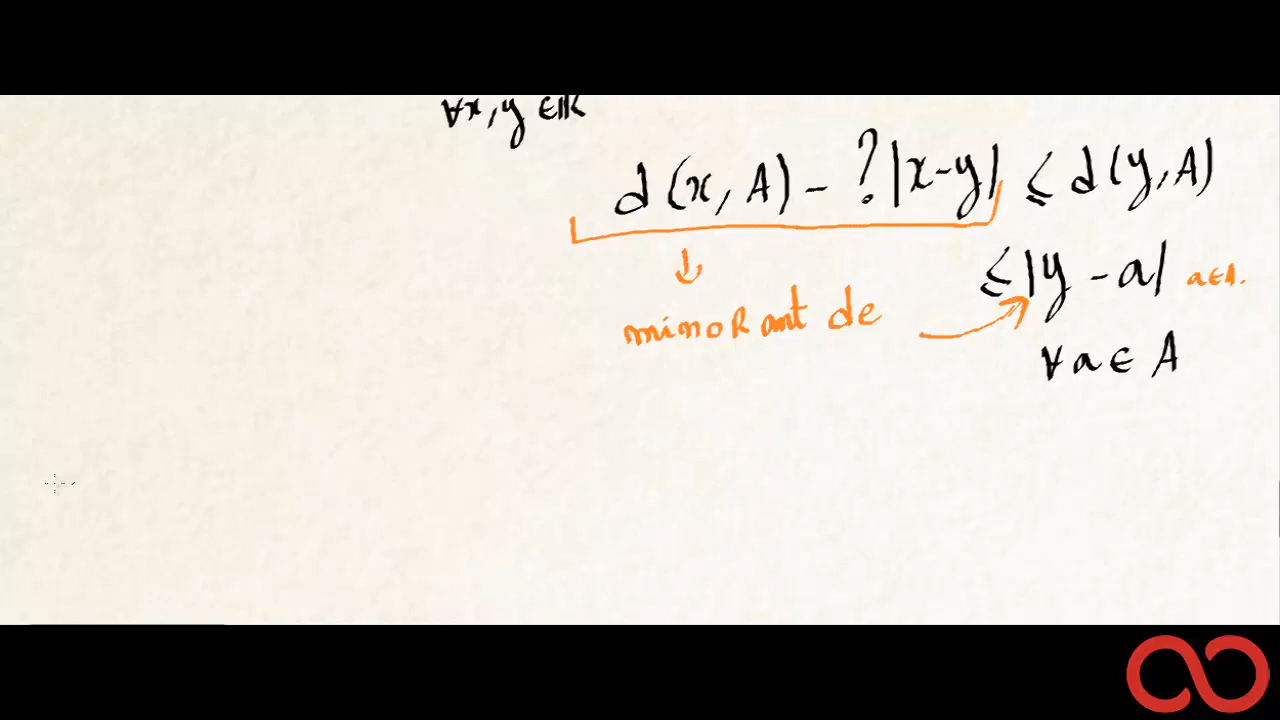 ∀x, y ∈ ℝ
d(x, A) - ?|x-y| ≤ d(y, A)
≤ |y - a| a∈A.
minorant de
∀ a ∈ A